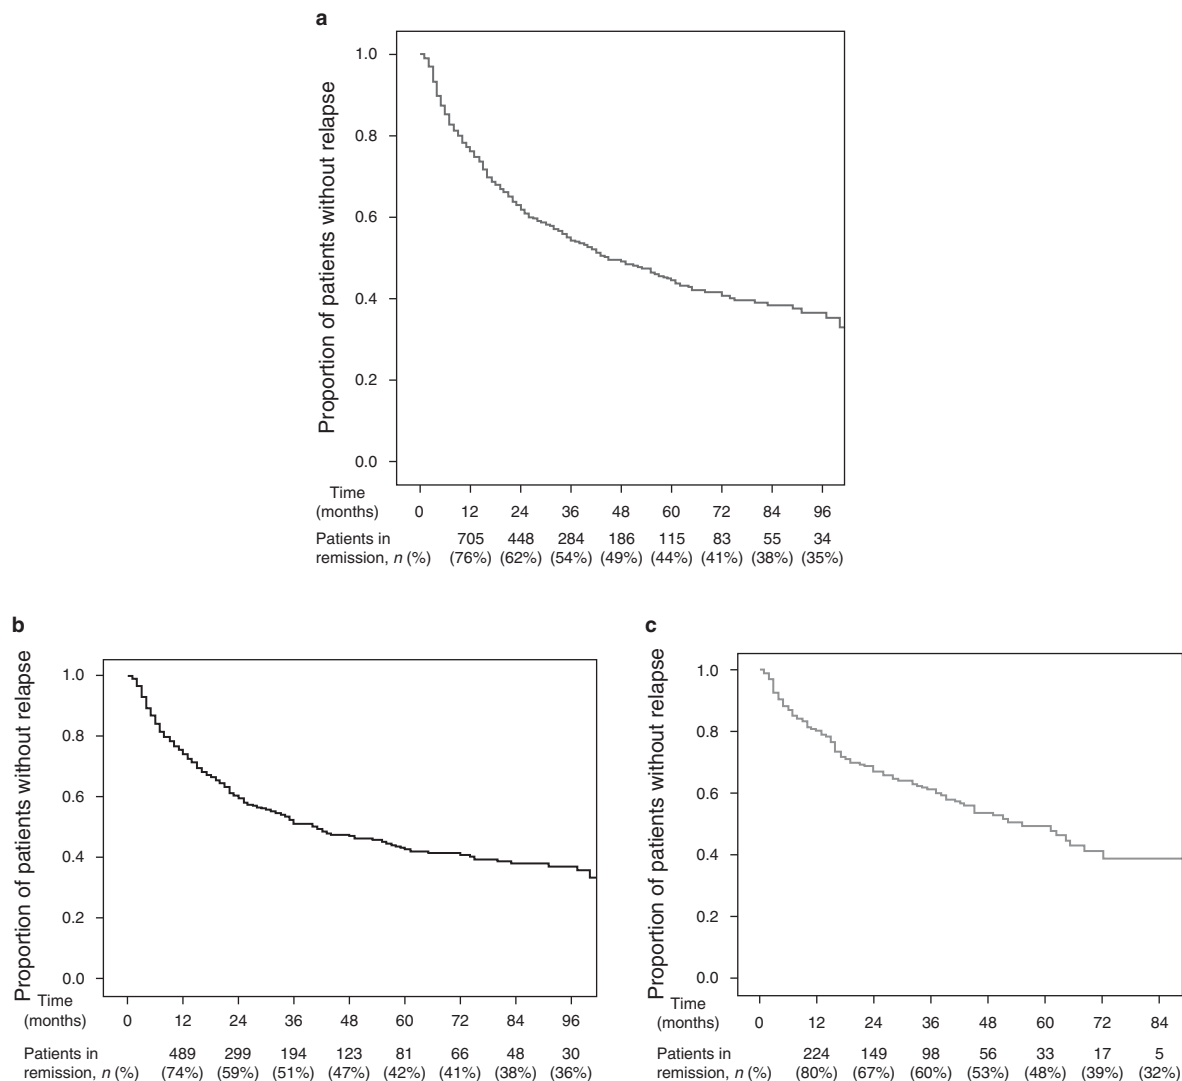 a
Proportion of patients without relapse
1.0
0.8
0.6
0.4
0.2
0.0
Time
(months) 0 12 24 36 48 60 72 84 96
Patients in 705 448 284 186 115 83 55 34
remission, n (%) (76%) (62%) (54%) (49%) (44%) (41%) (38%) (35%)
b
Proportion of patients without relapse
1.0
0.8
0.6
0.4
0.2
0.0
Time
(months) 0 12 24 36 48 60 72 84 96
Patients in 489 299 194 123 81 66 48 30
remission, n (%) (74%) (59%) (51%) (47%) (42%) (41%) (38%) (36%)
c
Proportion of patients without relapse
1.0
0.8
0.6
0.4
0.2
0.0
Time
(months) 0 12 24 36 48 60 72 84
Patients in 224 149 98 56 33 17 5
remission, n (%) (80%) (67%) (60%) (53%) (48%) (39%) (32%)